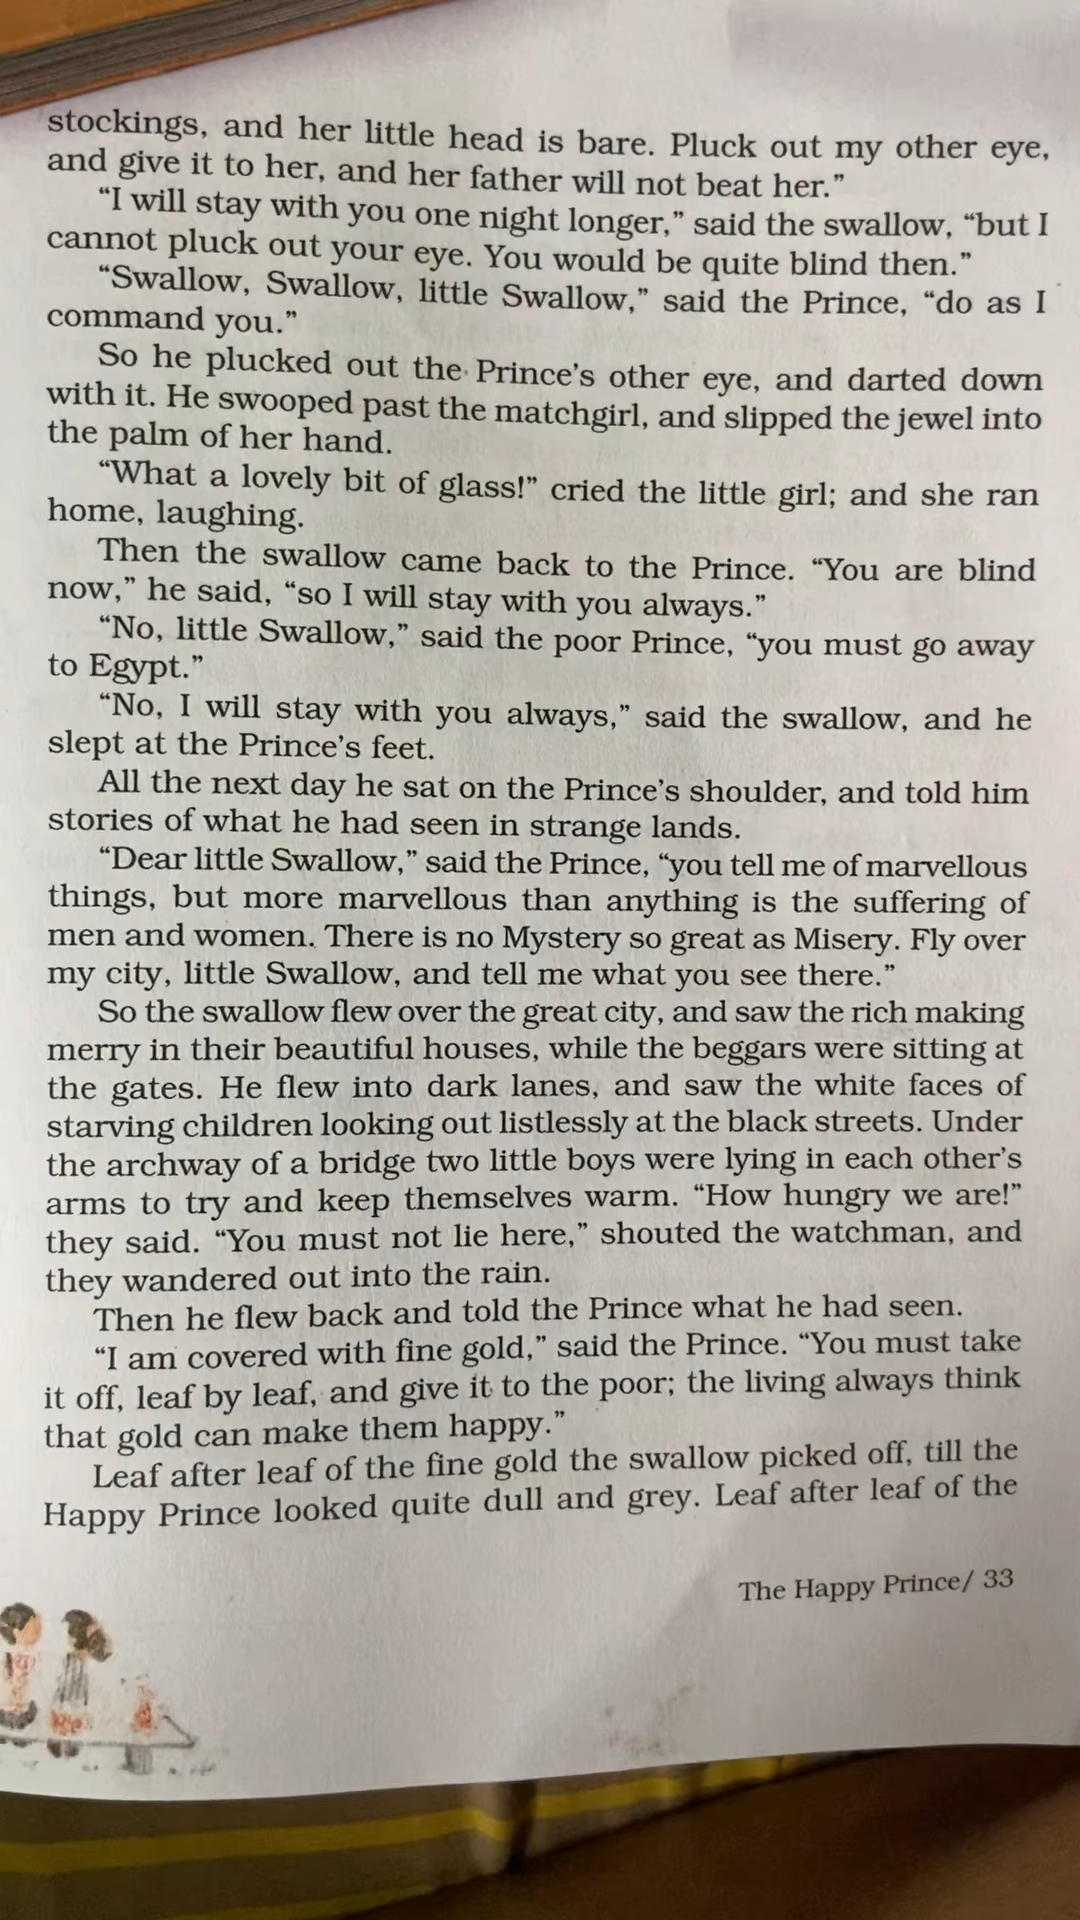 stockings, and her little head is bare. Pluck out my other eye,
and give it to her, and her father will not beat her.”
“I will stay with you one night longer,” said the swallow, “but I
cannot pluck out your eye. You would be quite blind then.”
“Swallow, Swallow, little Swallow,” said the Prince, “do as I
command you.”
So he plucked out the Prince’s other eye, and darted down
with it. He swooped past the matchgirl, and slipped the jewel into
the palm of her hand.
“What a lovely bit of glass!” cried the little girl; and she ran
home, laughing.
Then the swallow came back to the Prince. “You are blind
now,” he said, “so I will stay with you always.”
“No, little Swallow,” said the poor Prince, “you must go away
to Egypt.”
“No, I will stay with you always,” said the swallow, and he
slept at the Prince’s feet.
All the next day he sat on the Prince’s shoulder, and told him
stories of what he had seen in strange lands.
“Dear little Swallow,” said the Prince, “you tell me of marvellous
things, but more marvellous than anything is the suffering of
men and women. There is no Mystery so great as Misery. Fly over
my city, little Swallow, and tell me what you see there.”
So the swallow flew over the great city, and saw the rich making
merry in their beautiful houses, while the beggars were sitting at
the gates. He flew into dark lanes, and saw the white faces of
starving children looking out listlessly at the black streets. Under
the archway of a bridge two little boys were lying in each other’s
arms to try and keep themselves warm. “How hungry we are!”
they said. “You must not lie here,” shouted the watchman, and
they wandered out into the rain.
Then he flew back and told the Prince what he had seen.
“I am covered with fine gold,” said the Prince. “You must take
it off, leaf by leaf, and give it to the poor; the living always think
that gold can make them happy.”
Leaf after leaf of the fine gold the swallow picked off, till the
Happy Prince looked quite dull and grey. Leaf after leaf of the
The Happy Prince/ 33